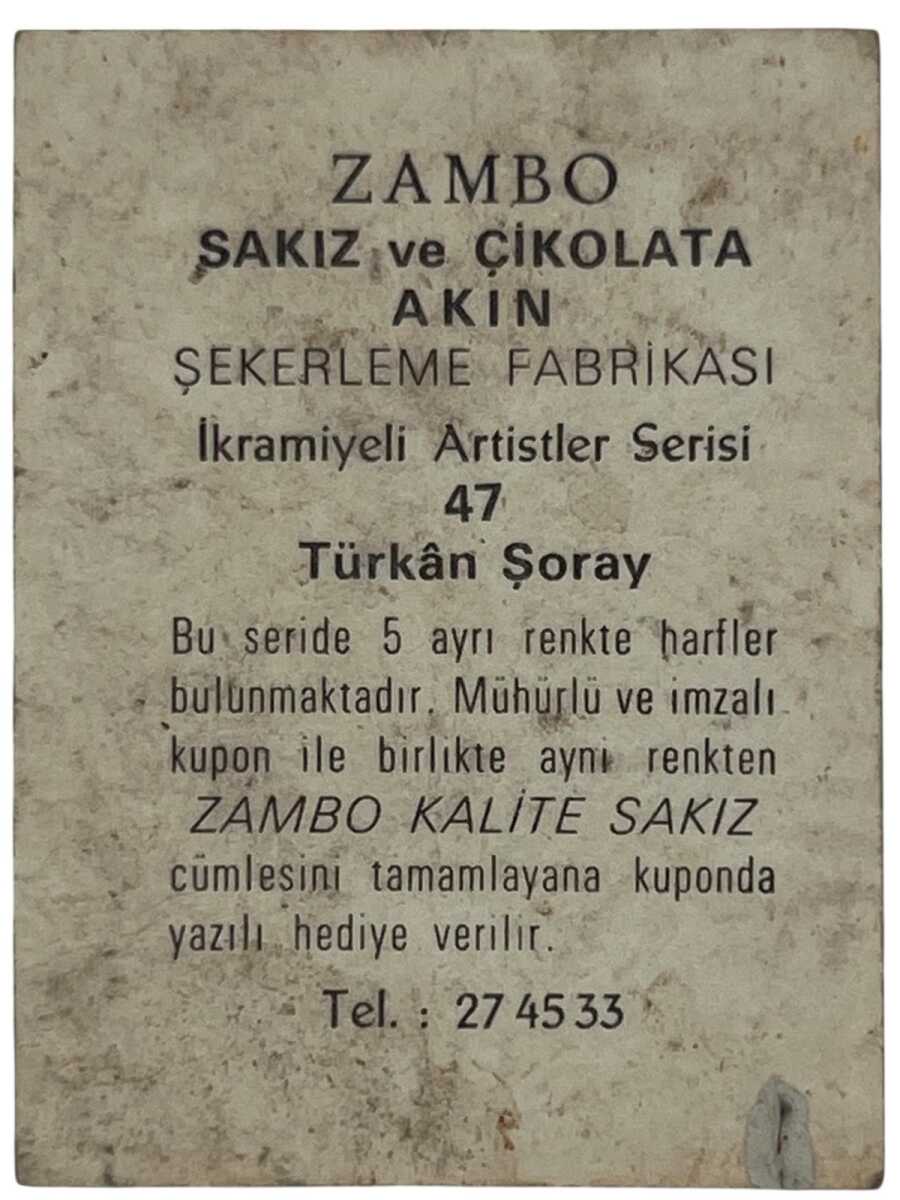 ZAMBO
SAKIZ ve ÇİKOLATA
AKIN
ŞEKERLEME FABRİKASI
İkramiyeli Artistler Serisi
47
Türkân Şoray
Bu seride 5 ayrı renkte harfler
bulunmaktadır. Mühürlü ve imzalı
kupon ile birlikte aynı renkten
ZAMBO KALİTE SAKIZ
cümlesini tamamlayana kuponda
yazılı hediye verilir.
Tel. : 27 45 33